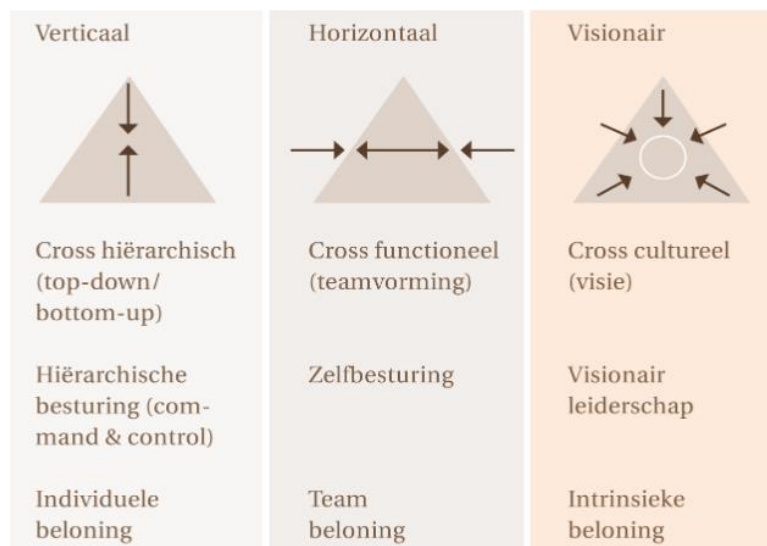 Verticaal
Cross hiërarchisch
(top-down/
bottom-up)
Hiërarchische
besturing (com-
mand & control)
Individuele
beloning
Horizontaal
Cross functioneel
(teamvorming)
Zelfbesturing
Team
beloning
Visionair
Cross cultureel
(visie)
Visionair
leiderschap
Intrinsieke
beloning